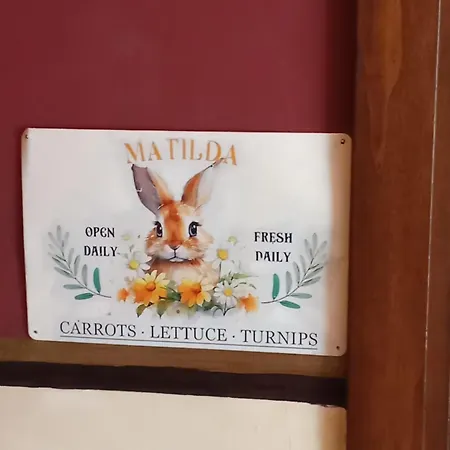 MATILDA
OPEN
DAILY
FRESH
DAILY
CARROTS · LETTUCE · TURNIPS